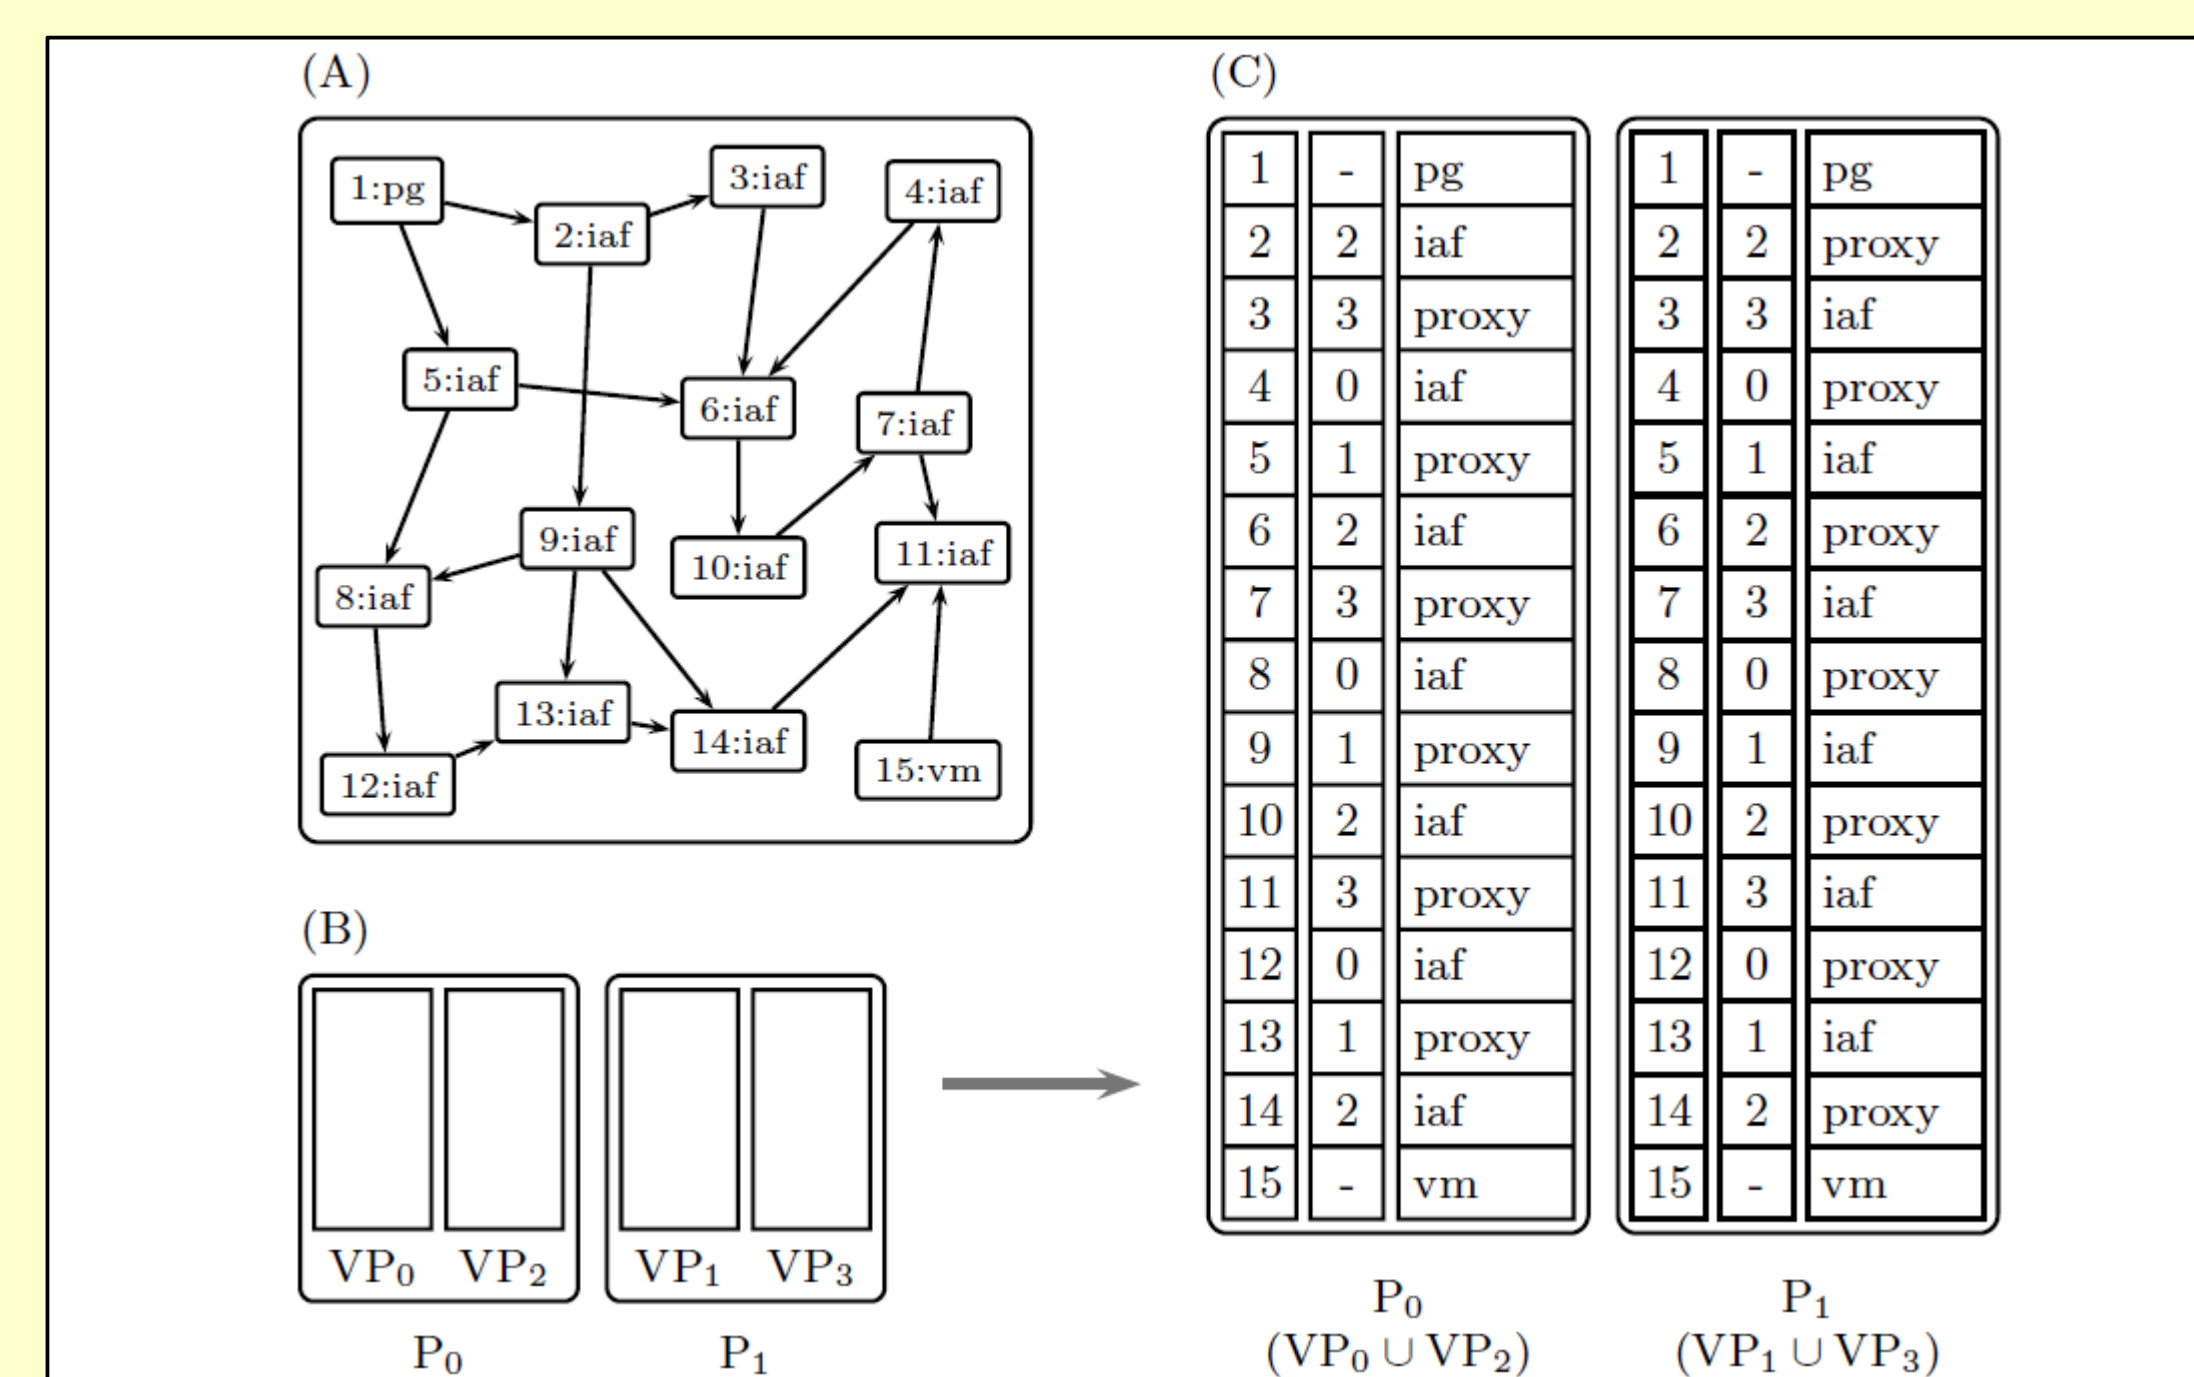 (A)
1:pg
2:iaf
3:iaf
4:iaf
5:iaf
6:iaf
7:iaf
8:iaf
9:iaf
10:iaf
11:iaf
12:iaf
13:iaf
14:iaf
15:vm
(B)
VP₀ VP₂
P₀
VP₁ VP₃
P₁
(C)
1 - pg
2 2 iaf
3 3 proxy
4 0 iaf
5 1 proxy
6 2 iaf
7 3 proxy
8 0 iaf
9 1 proxy
10 2 iaf
11 3 proxy
12 0 iaf
13 1 proxy
14 2 iaf
15 - vm
P₀
(VP₀ ∪ VP₂)
1 - pg
2 2 proxy
3 3 iaf
4 0 proxy
5 1 iaf
6 2 proxy
7 3 iaf
8 0 proxy
9 1 iaf
10 2 proxy
11 3 iaf
12 0 proxy
13 1 iaf
14 2 proxy
15 - vm
P₁
(VP₁ ∪ VP₃)